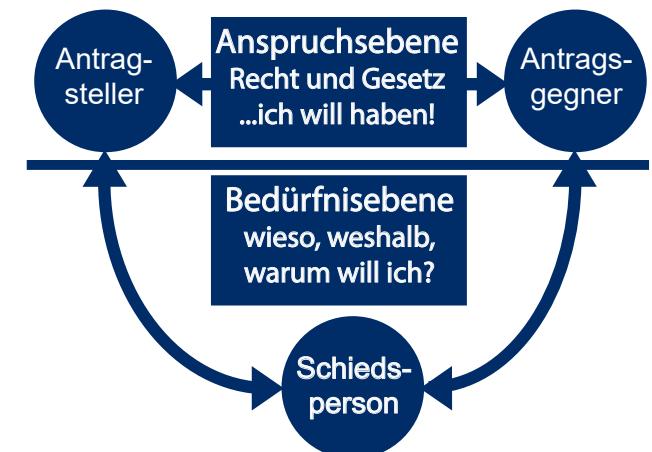 Antrag-
steller
Anspruchsebene
Recht und Gesetz
...ich will haben!
Antrags-
gegner
Bedürfnisebene
wieso, weshalb,
warum will ich?
Schieds-
person